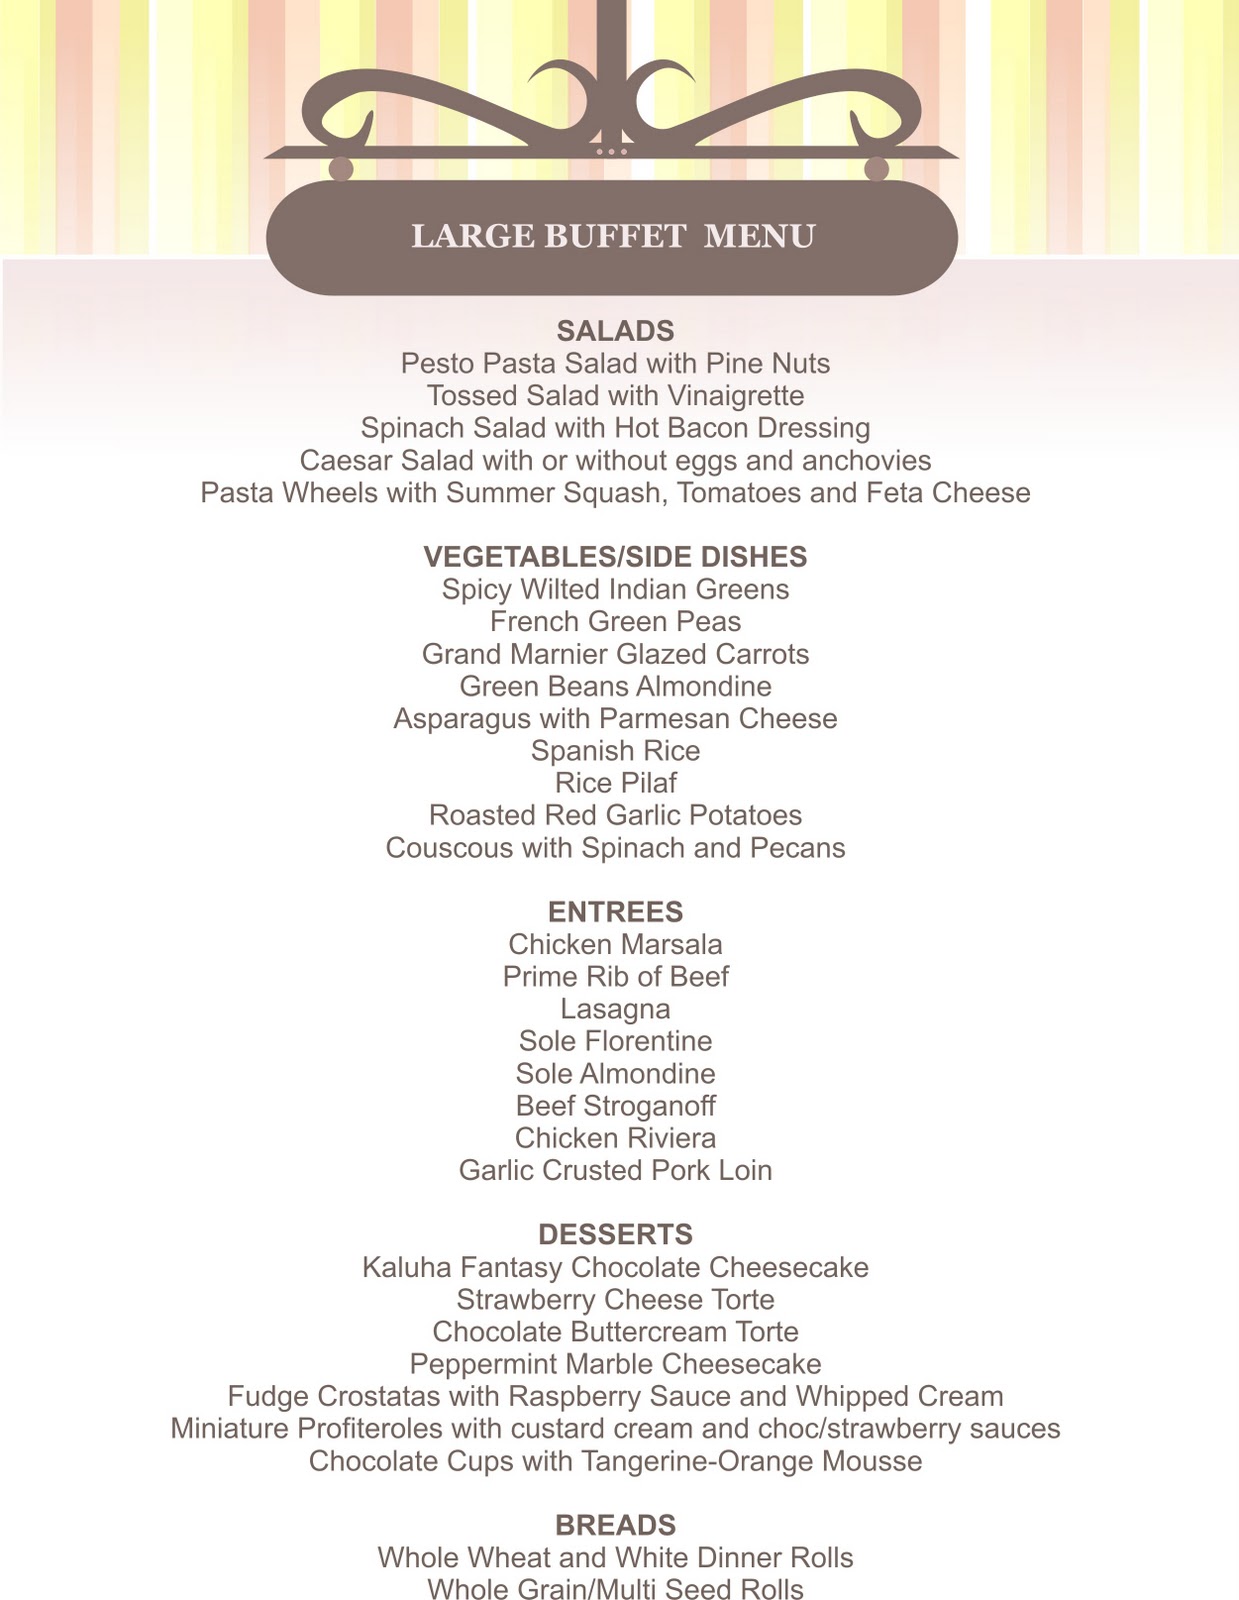 LARGE BUFFET MENU
SALADS
Pesto Pasta Salad with Pine Nuts
Tossed Salad with Vinaigrette
Spinach Salad with Hot Bacon Dressing
Caesar Salad with or without eggs and anchovies
Pasta Wheels with Summer Squash, Tomatoes and Feta Cheese
VEGETABLES/SIDE DISHES
Spicy Wilted Indian Greens
French Green Peas
Grand Marnier Glazed Carrots
Green Beans Almondine
Asparagus with Parmesan Cheese
Spanish Rice
Rice Pilaf
Roasted Red Garlic Potatoes
Couscous with Spinach and Pecans
ENTREES
Chicken Marsala
Prime Rib of Beef
Lasagna
Sole Florentine
Sole Almondine
Beef Stroganoff
Chicken Riviera
Garlic Crusted Pork Loin
DESSERTS
Kaluha Fantasy Chocolate Cheesecake
Strawberry Cheese Torte
Chocolate Buttercream Torte
Peppermint Marble Cheesecake
Fudge Crostatas with Raspberry Sauce and Whipped Cream
Miniature Profiteroles with custard cream and choc/strawberry sauces
Chocolate Cups with Tangerine-Orange Mousse
BREADS
Whole Wheat and White Dinner Rolls
Whole Grain/Multi Seed Rolls